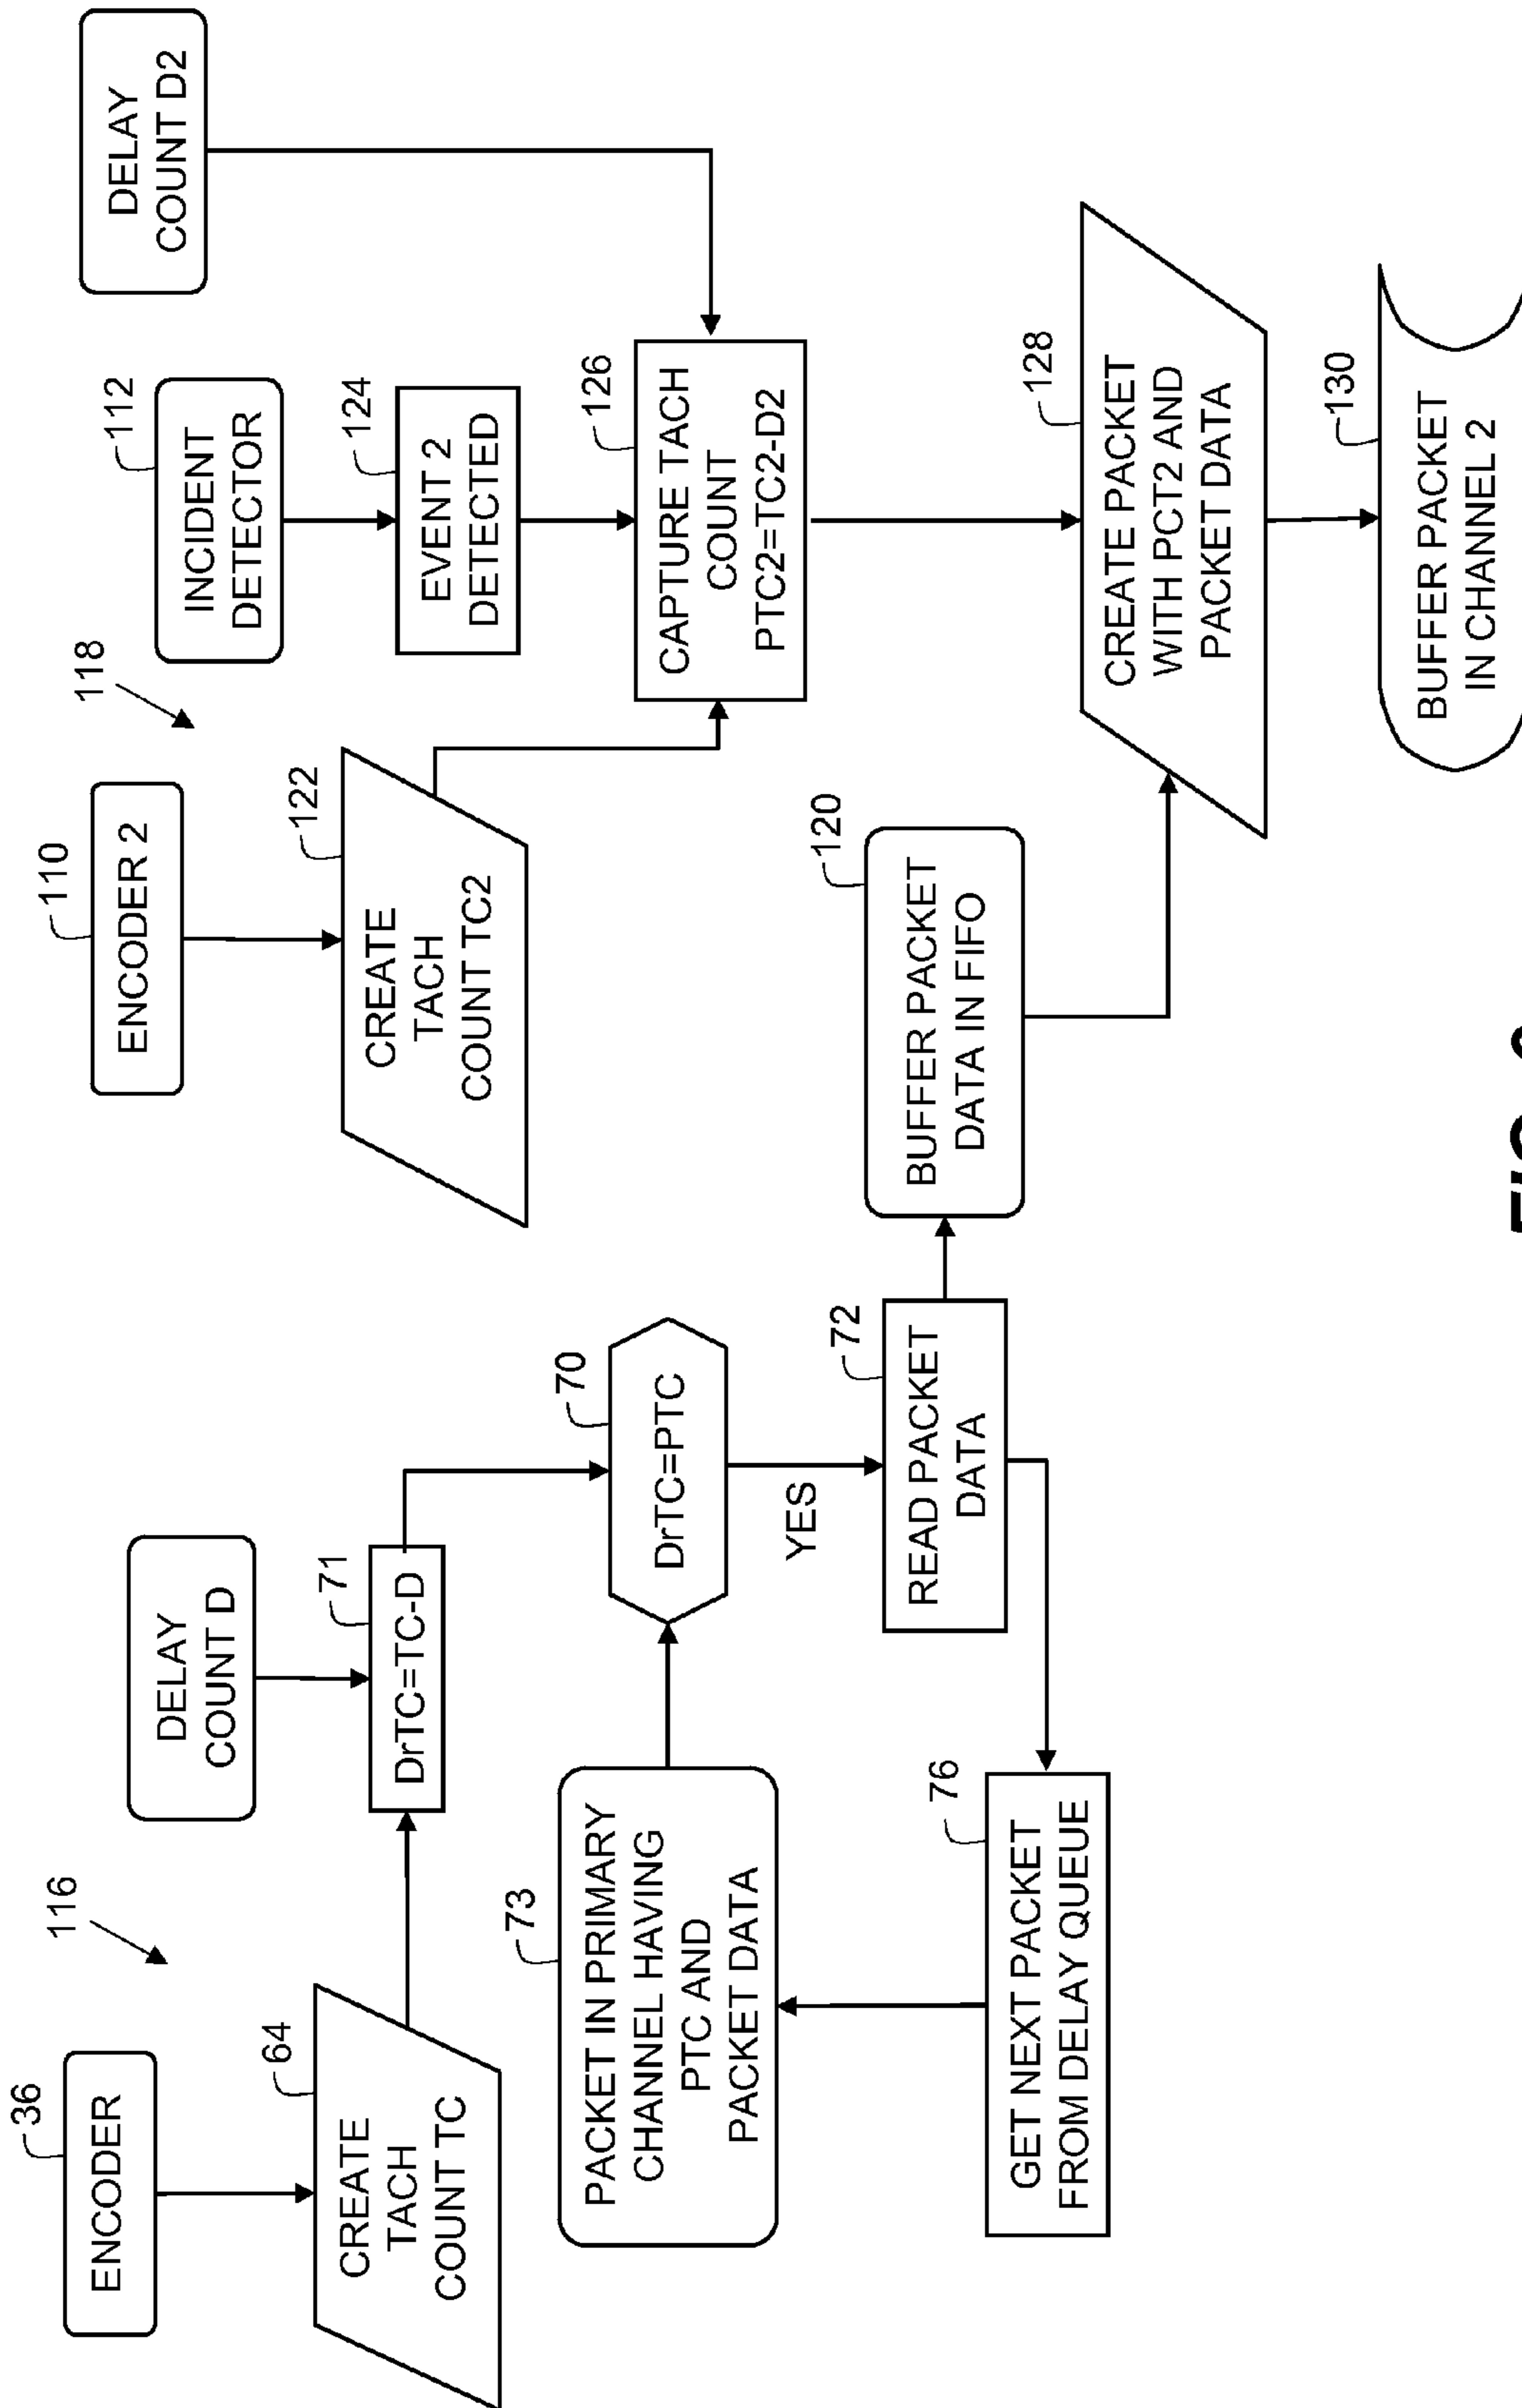 36
ENCODER
116
64
CREATE
TACH
COUNT TC
DELAY
COUNT D
71
DrTC=TC-D
73
PACKET IN PRIMARY
CHANNEL HAVING
PTC AND
PACKET DATA
70
DrTC=PTC
YES
72
READ PACKET
DATA
76
GET NEXT PACKET
FROM DELAY QUEUE
110
ENCODER 2
118
122
CREATE
TACH
COUNT TC2
112
INCIDENT
DETECTOR
124
EVENT 2
DETECTED
DELAY
COUNT D2
126
CAPTURE TACH
COUNT
PTC2=TC2-D2
120
BUFFER PACKET
DATA IN FIFO
128
CREATE PACKET
WITH PCT2 AND
PACKET DATA
130
BUFFER PACKET
IN CHANNEL 2